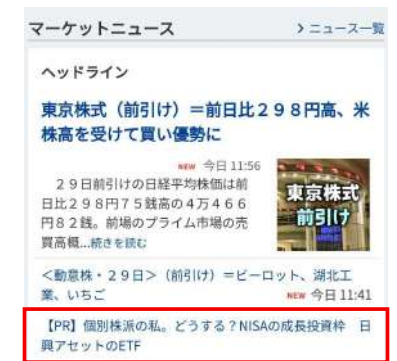 マーケットニュース
ニュース一覧
ヘッドライン
東京株式（前引け）＝前日比２９８円高、米
株高を受けて買い優勢に
NEW 今日 11:56
２９日前引けの日経平均株価は前
日比２９８円７５銭高の４万４６６
円８２銭。前場のプライム市場の売
買高概...続きを読む
東京株式
前引け
＜動意株・２９日＞（前引け）＝ビーロット、湖北工
業、いちご
NEW 今日 11:41
【PR】個別株派の私。どうする？NISAの成長投資枠　日
興アセットのETF